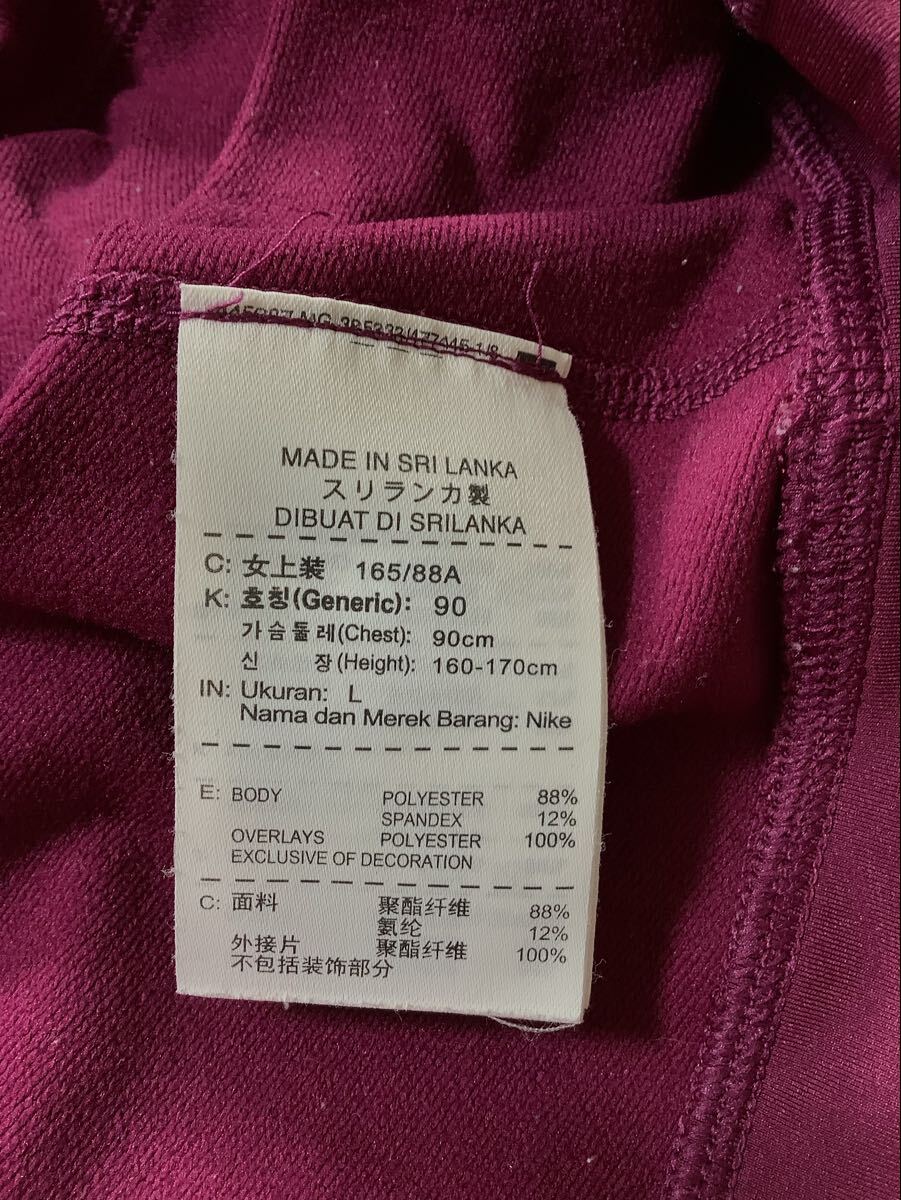 MADE IN SRI LANKA
スリランカ製
DIBUAT DI SRILANKA
C: 女上装 165/88A
K: 호칭(Generic): 90
가슴둘레(Chest): 90cm
신 장(Height): 160-170cm
IN: Ukuran: L
Nama dan Merek Barang: Nike
E: BODY POLYESTER 88%
SPANDEX 12%
OVERLAYS POLYESTER 100%
EXCLUSIVE OF DECORATION
C: 面料 聚酯纤维 88%
氨纶 12%
外接片 聚酯纤维 100%
不包括装饰部分